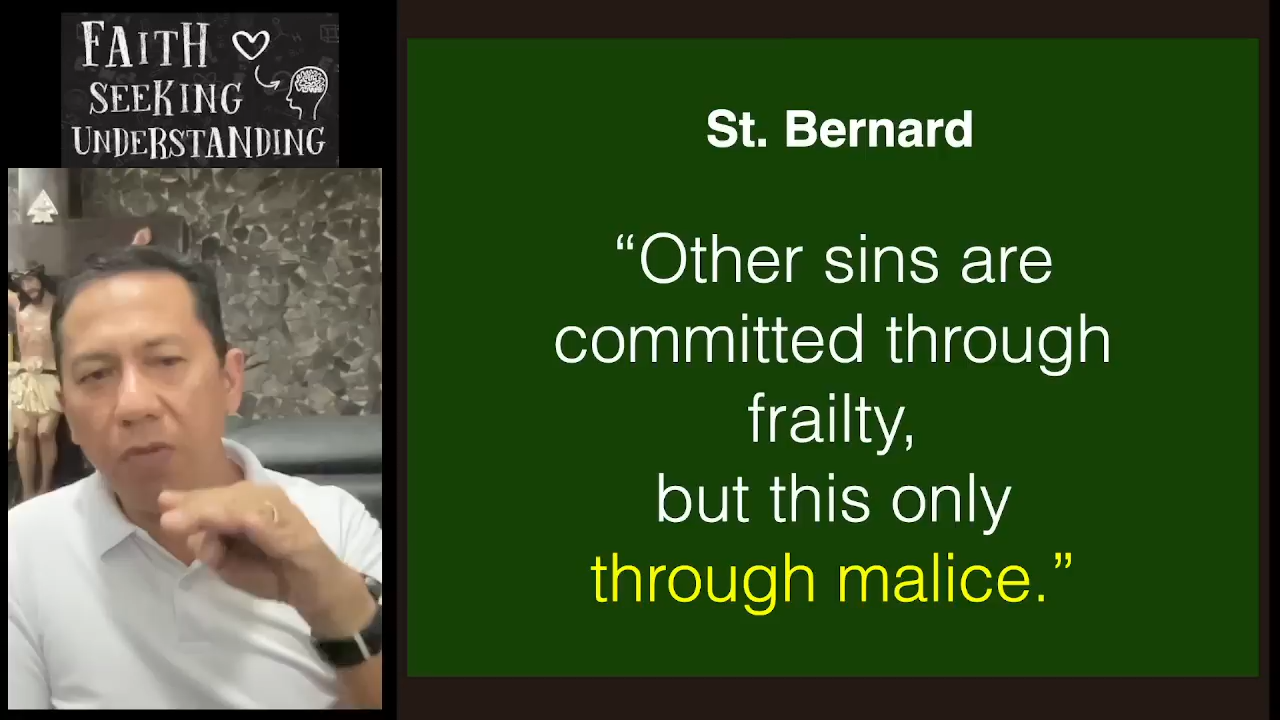 FAITH
SEEKING
UNDERSTANDING
St. Bernard
“Other sins are
committed through
frailty,
but this only
through malice.”